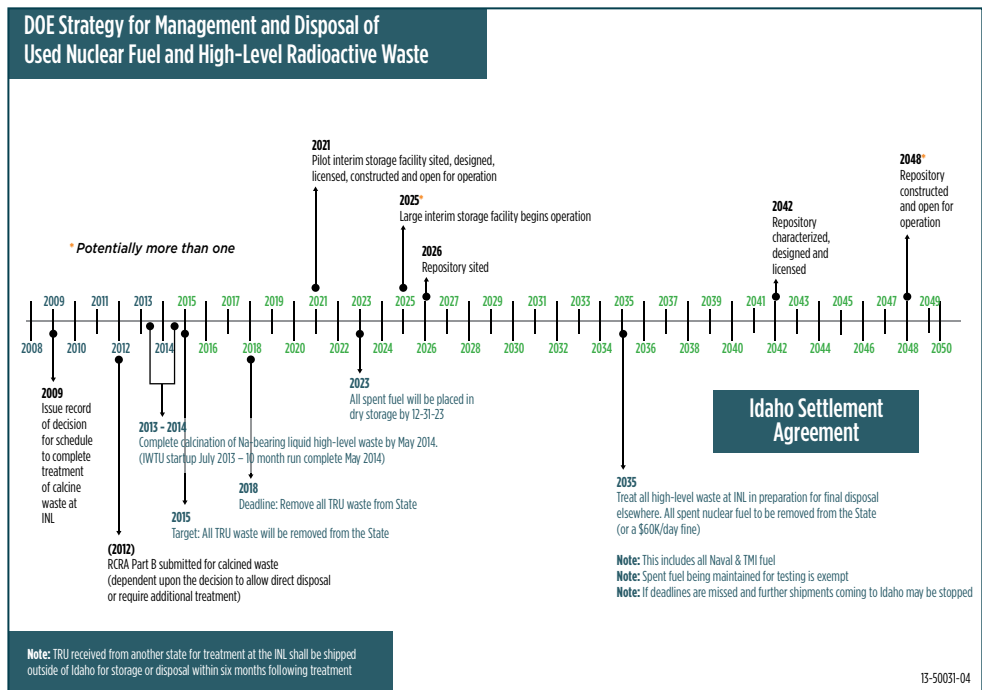 DOE Strategy for Management and Disposal of
Used Nuclear Fuel and High-Level Radioactive Waste
2021
Pilot interim storage facility sited, designed,
licensed, constructed and open for operation
2025*
Large interim storage facility begins operation
2026
Repository sited
2042
Repository
characterized,
designed and
licensed
2048*
Repository
constructed
and open for
operation
* Potentially more than one
2009 2011 2013 2015 2017 2019 2021 2023 2025 2027 2029 2031 2033 2035 2037 2039 2041 2043 2045 2047 2049
2008 2010 2012 2014 2016 2018 2020 2022 2024 2026 2028 2030 2032 2034 2036 2038 2040 2042 2044 2046 2048 2050
2009
Issue record
of decision
for schedule
to complete
treatment
of calcine
waste at
INL
2013 - 2014
Complete calcination of Na-bearing liquid high-level waste by May 2014.
(IWTU startup July 2013 – 10 month run complete May 2014)
2023
All spent fuel will be placed in
dry storage by 12-31-23
2018
Deadline: Remove all TRU waste from State
2015
Target: All TRU waste will be removed from the State
(2012)
RCRA Part B submitted for calcined waste
(dependent upon the decision to allow direct disposal
or require additional treatment)
Idaho Settlement
Agreement
2035
Treat all high-level waste at INL in preparation for final disposal
elsewhere. All spent nuclear fuel to be removed from the State
(or a $60K/day fine)
Note: This includes all Naval & TMI fuel
Note: Spent fuel being maintained for testing is exempt
Note: If deadlines are missed and further shipments coming to Idaho may be stopped
Note: TRU received from another state for treatment at the INL shall be shipped
outside of Idaho for storage or disposal within six months following treatment
13-50031-04